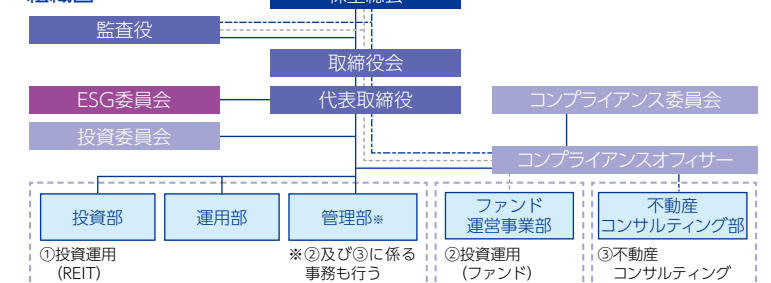 組織図
株主総会
監査役
取締役会
ESG委員会
代表取締役
コンプライアンス委員会
投資委員会
コンプライアンスオフィサー
投資部
運用部
管理部※
ファンド
運営事業部
不動産
コンサルティング部
①投資運用
(REIT)
※②及び③に係る
事務も行う
②投資運用
(ファンド)
③不動産
コンサルティング